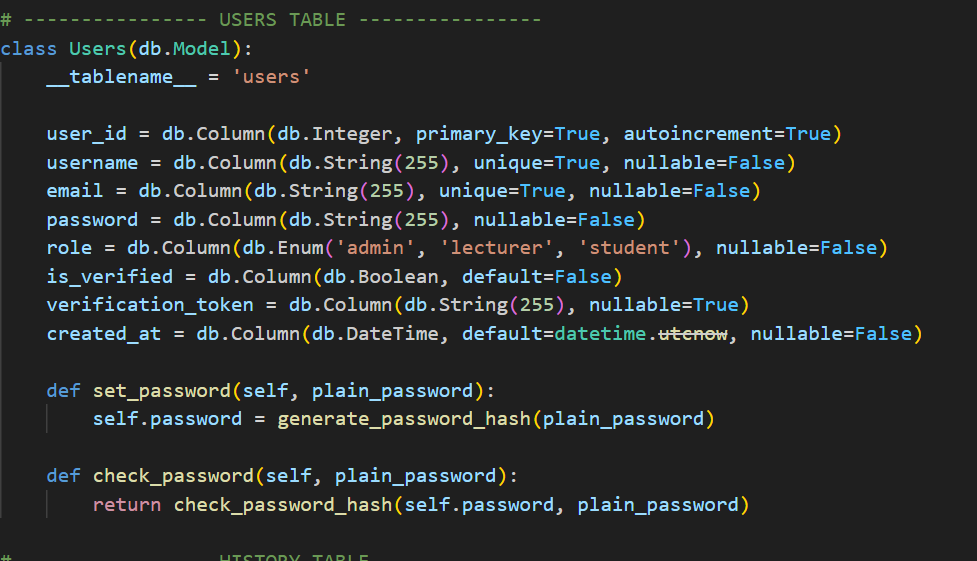 # ---------------- USERS TABLE ----------------
class Users(db.Model):
    __tablename__ = 'users'

    user_id = db.Column(db.Integer, primary_key=True, autoincrement=True)
    username = db.Column(db.String(255), unique=True, nullable=False)
    email = db.Column(db.String(255), unique=True, nullable=False)
    password = db.Column(db.String(255), nullable=False)
    role = db.Column(db.Enum('admin', 'lecturer', 'student'), nullable=False)
    is_verified = db.Column(db.Boolean, default=False)
    verification_token = db.Column(db.String(255), nullable=True)
    created_at = db.Column(db.DateTime, default=datetime.utcnow, nullable=False)

    def set_password(self, plain_password):
        self.password = generate_password_hash(plain_password)

    def check_password(self, plain_password):
        return check_password_hash(self.password, plain_password)

# ---------------- HISTORY TABLE ----------------